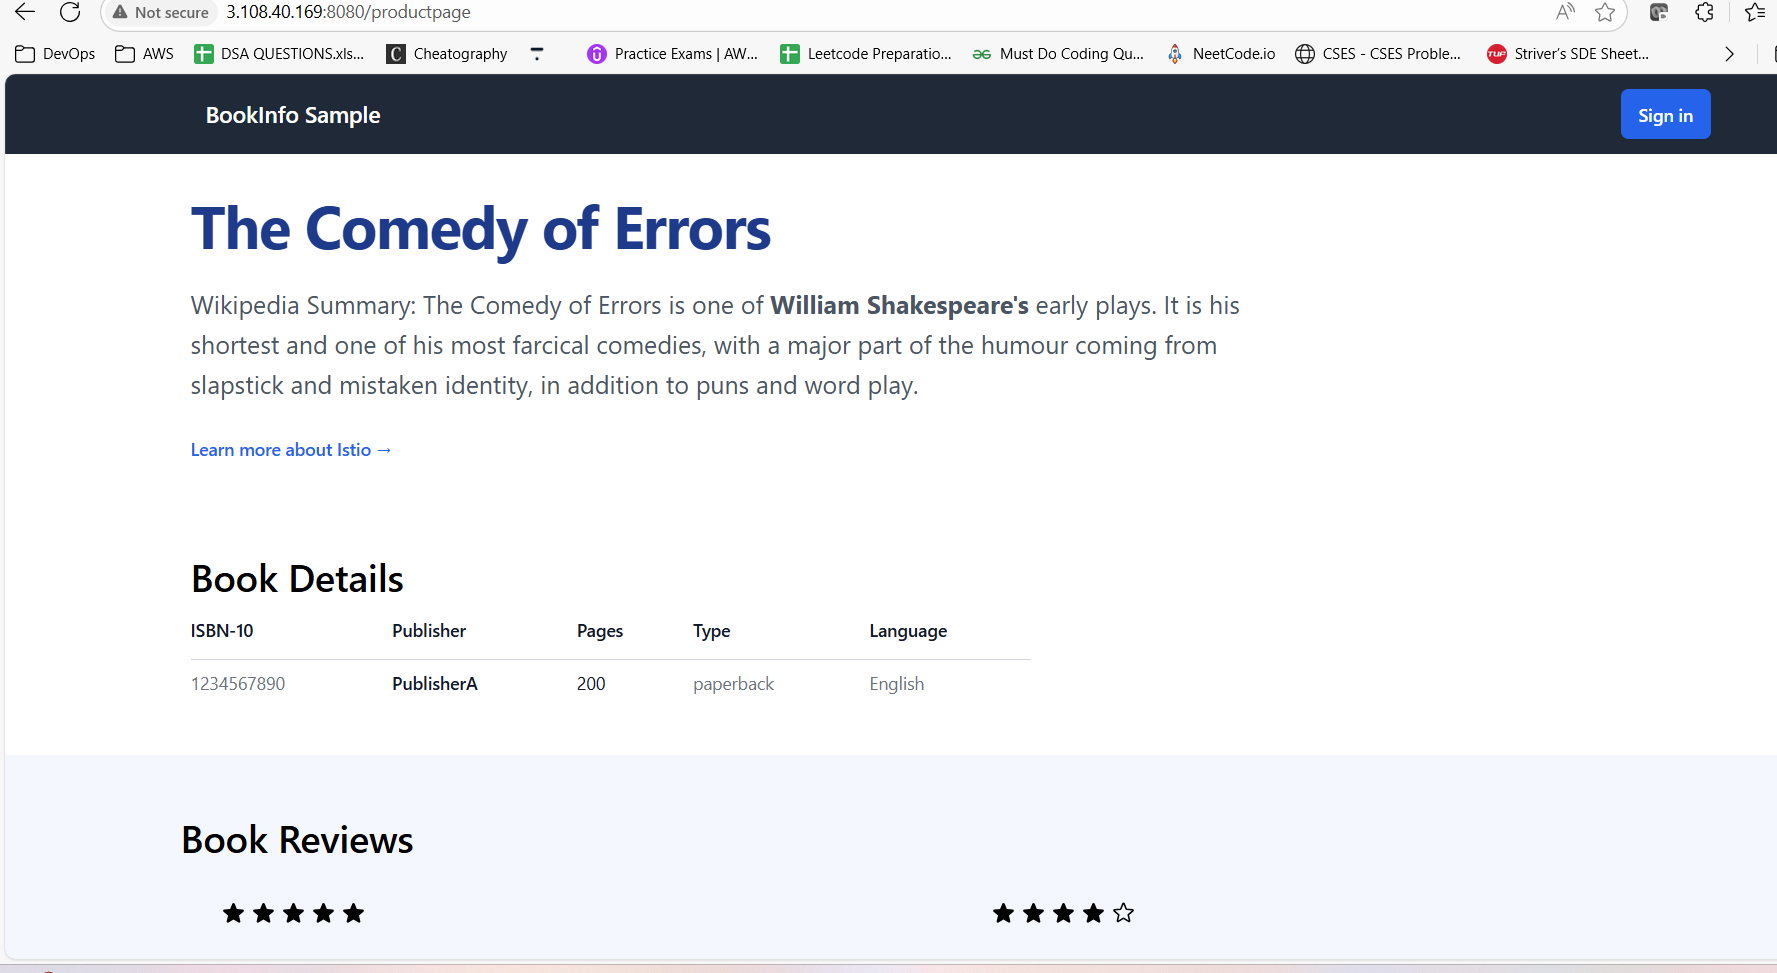 Not secure 3.108.40.169:8080/productpage
DevOps AWS DSA QUESTIONS.xls... C Cheatography Practice Exams | AW... Leetcode Preparatio... Must Do Coding Qu... NeetCode.io CSES - CSES Proble... TUF Striver's SDE Sheet...
BookInfo Sample Sign in
The Comedy of Errors
Wikipedia Summary: The Comedy of Errors is one of William Shakespeare's early plays. It is his
shortest and one of his most farcical comedies, with a major part of the humour coming from
slapstick and mistaken identity, in addition to puns and word play.
Learn more about Istio →
Book Details
ISBN-10 Publisher Pages Type Language
1234567890 PublisherA 200 paperback English
Book Reviews